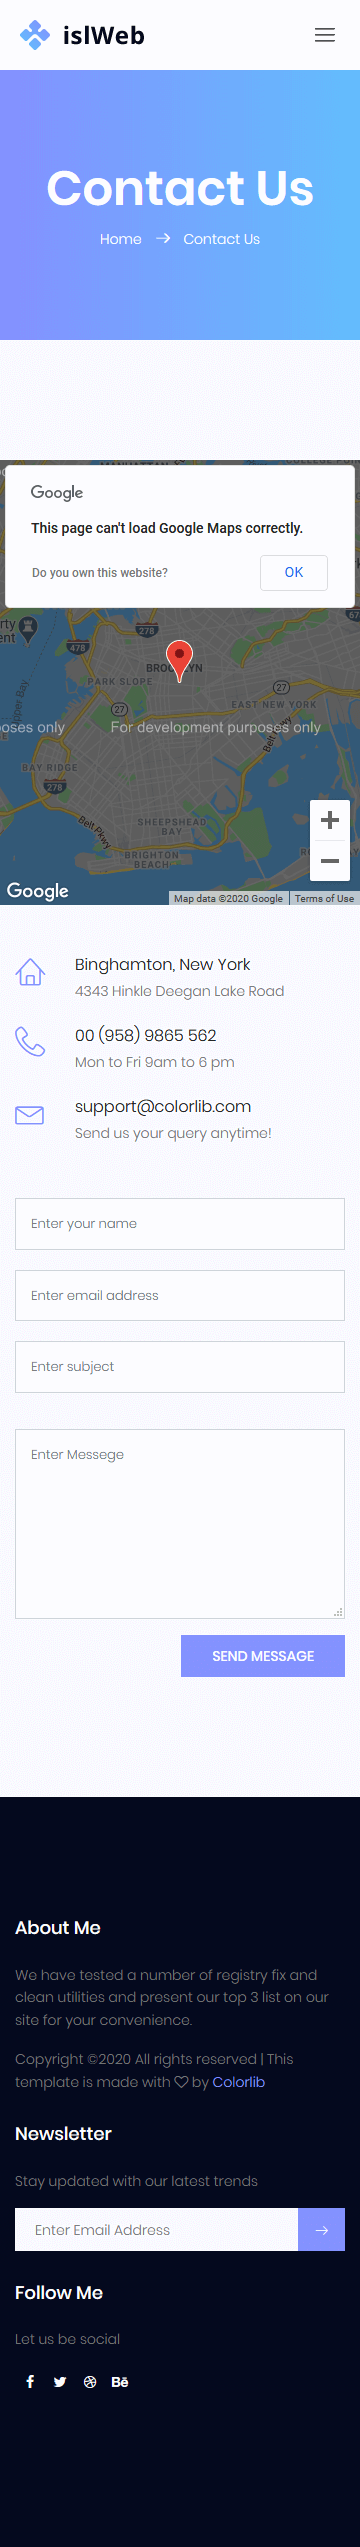 islWeb
Contact Us
Home → Contact Us
MANHATTAN
Google
This page can't load Google Maps correctly.
Do you own this website?
OK
278
478
BROOKLYN
PARK SLOPE
27
27
EAST NEW YORK
oses only
For development purposes only
Belt Pkwy
BAY RIDGE
278
Belt Pkwy
SHEEPSHEAD
BAY
BRIGHTON
BEACH
Google
Map data ©2020 Google
Terms of Use
Binghamton, New York
4343 Hinkle Deegan Lake Road
00 (958) 9865 562
Mon to Fri 9am to 6 pm
support@colorlib.com
Send us your query anytime!
Enter your name
Enter email address
Enter subject
Enter Messege
SEND MESSAGE
About Me
We have tested a number of registry fix and
clean utilities and present our top 3 list on our
site for your convenience.
Copyright ©2020 All rights reserved | This
template is made with ♡ by Colorlib
Newsletter
Stay updated with our latest trends
Enter Email Address
Follow Me
Let us be social
Bē